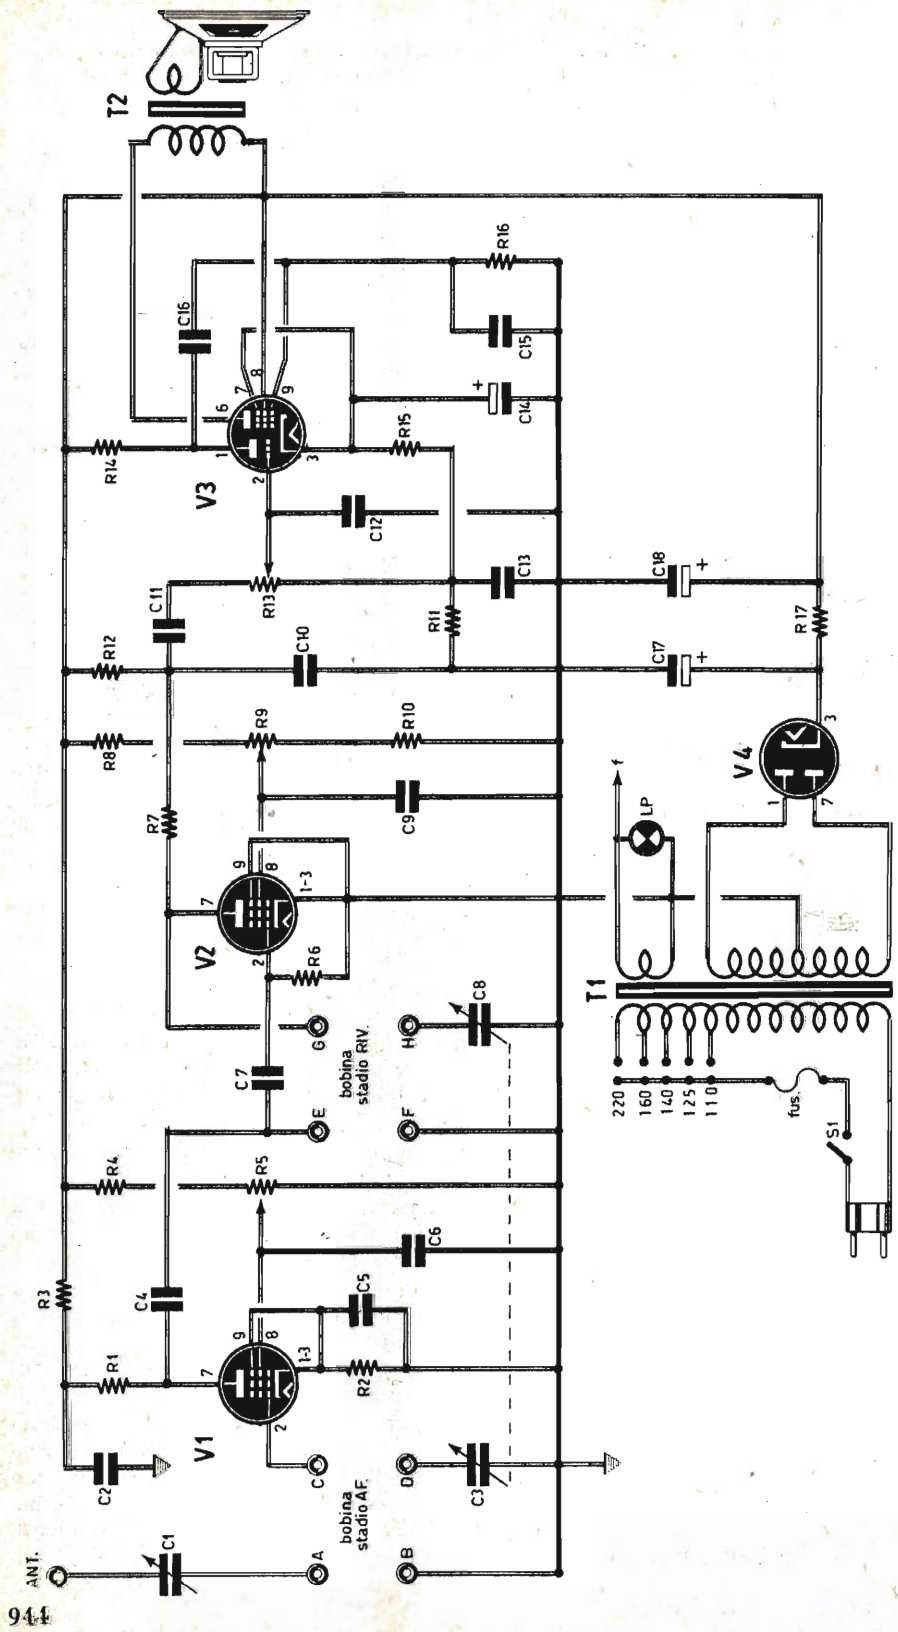 944
ANT.
C1
A
B
bobina
stadio AF.
C
D
C2
C3
V1
R1
7
2
1-3
8
9
R2
C5
R3
C4
C6
R4
R5
E
F
bobina
stadio RIV.
G
H
C7
C8
V2
7
2
1-3
8
9
R6
R7
C9
R8
R9
R10
R12
C10
C11
R11
R13
C13
C12
V3
1
2
3
6
7
8
9
R14
R15
C14
+
C15
C16
R16
T2
S1
fus.
220
160
140
125
110
T1
LP
f
V4
1
7
3
C17
+
R17
C18
+